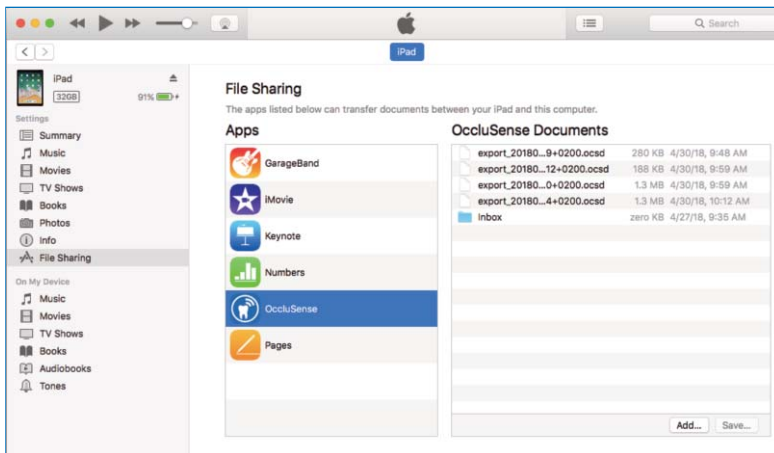 Search
iPad
iPad
32GB 91%
Settings
Summary
Music
Movies
TV Shows
Books
Photos
Info
File Sharing
On My Device
Music
Movies
TV Shows
Books
Audiobooks
Tones
File Sharing
The apps listed below can transfer documents between your iPad and this computer.
Apps
GarageBand
iMovie
Keynote
Numbers
OccluSense
Pages
OccluSense Documents
export_20180...9+0200.ocsd 280 KB 4/30/18, 9:48 AM
export_20180...12+0200.ocsd 188 KB 4/30/18, 9:59 AM
export_20180...0+0200.ocsd 1.3 MB 4/30/18, 9:59 AM
export_20180...4+0200.ocsd 1.3 MB 4/30/18, 10:12 AM
Inbox zero KB 4/27/18, 9:35 AM
Add... Save...